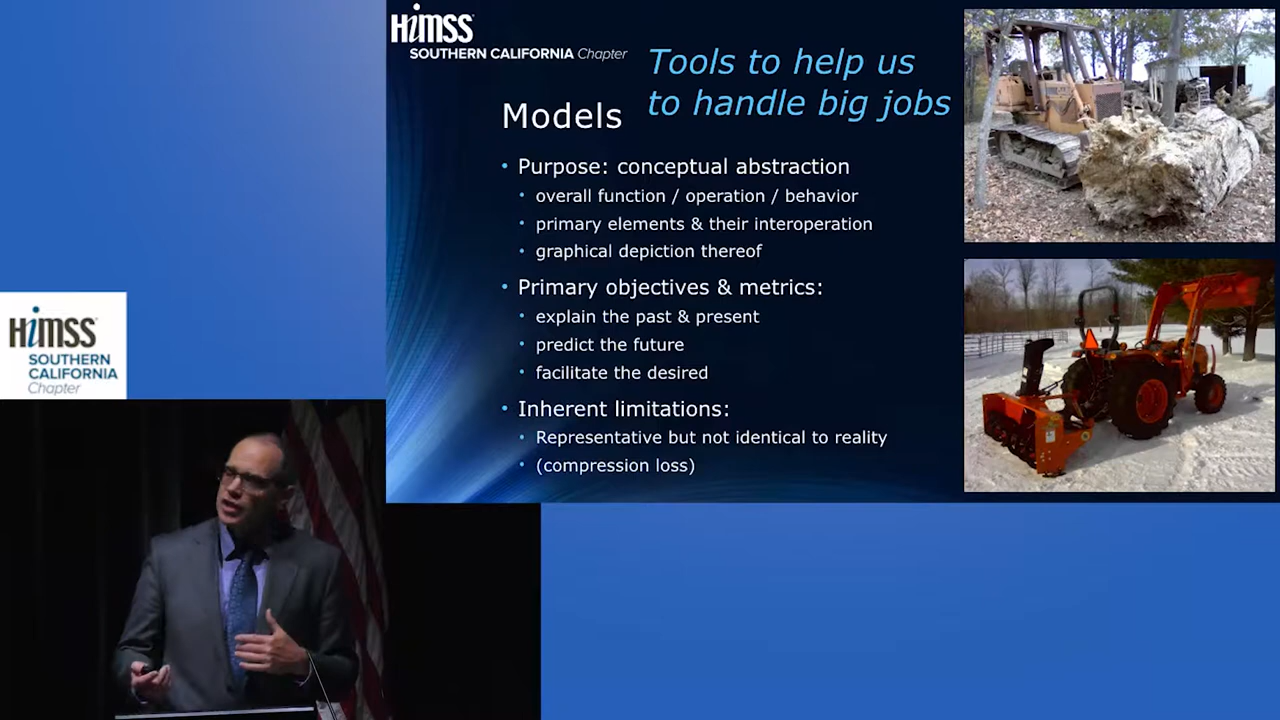 HiMSS
SOUTHERN CALIFORNIA Chapter
Tools to help us
to handle big jobs
Models
• Purpose: conceptual abstraction
• overall function / operation / behavior
• primary elements & their interoperation
• graphical depiction thereof
• Primary objectives & metrics:
• explain the past & present
• predict the future
• facilitate the desired
• Inherent limitations:
• Representative but not identical to reality
• (compression loss)
HiMSS
SOUTHERN
CALIFORNIA
Chapter